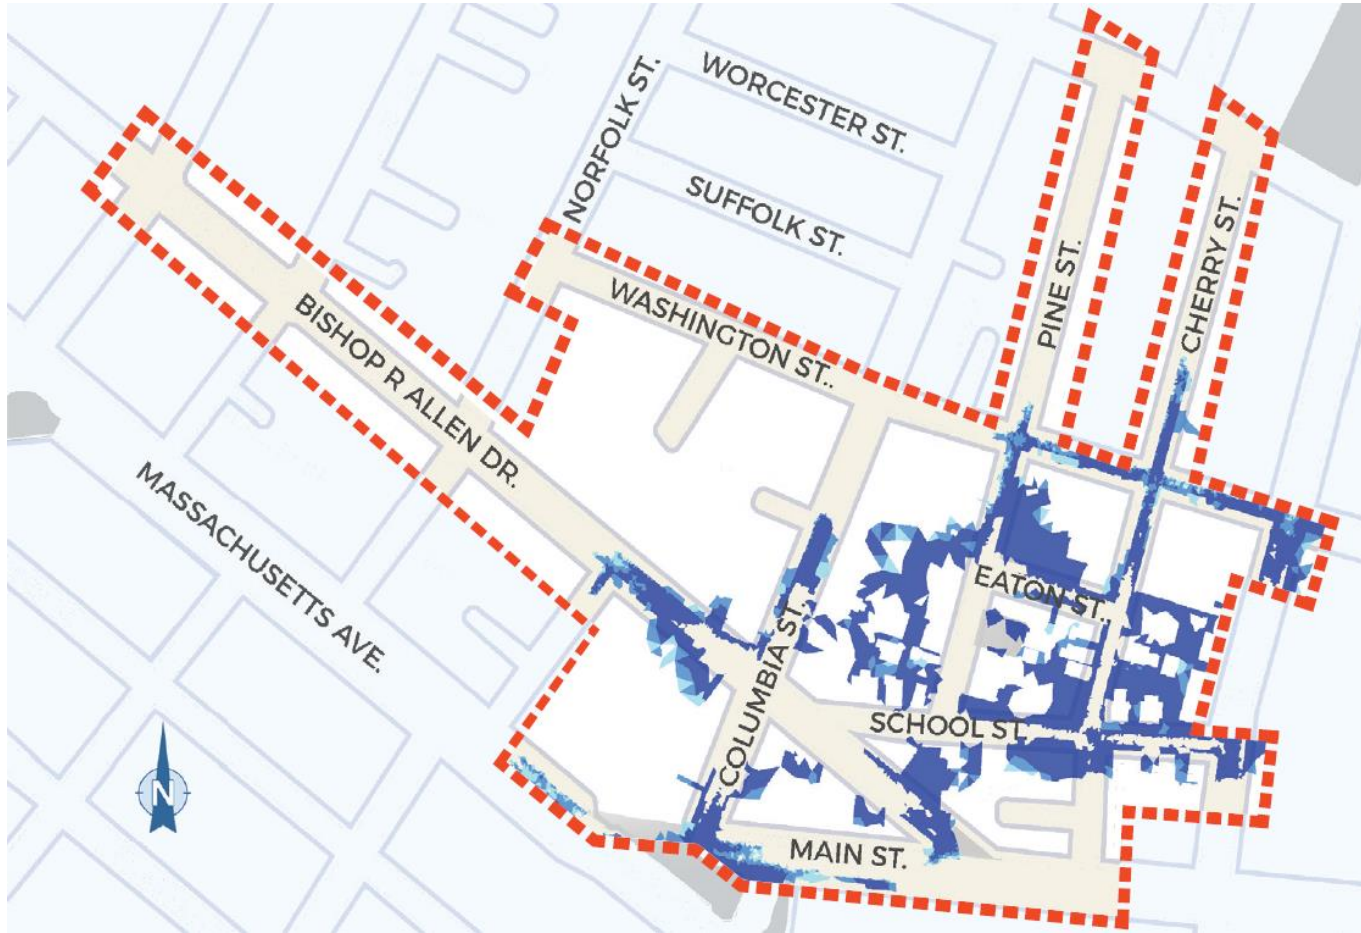 WORCESTER ST.
NORFOLK ST.
SUFFOLK ST.
PINE ST.
CHERRY ST.
WASHINGTON ST..
BISHOP R ALLEN DR.
MASSACHUSETTS AVE.
EATON ST..
COLUMBIA ST.
SCHOOL ST
MAIN ST.
N